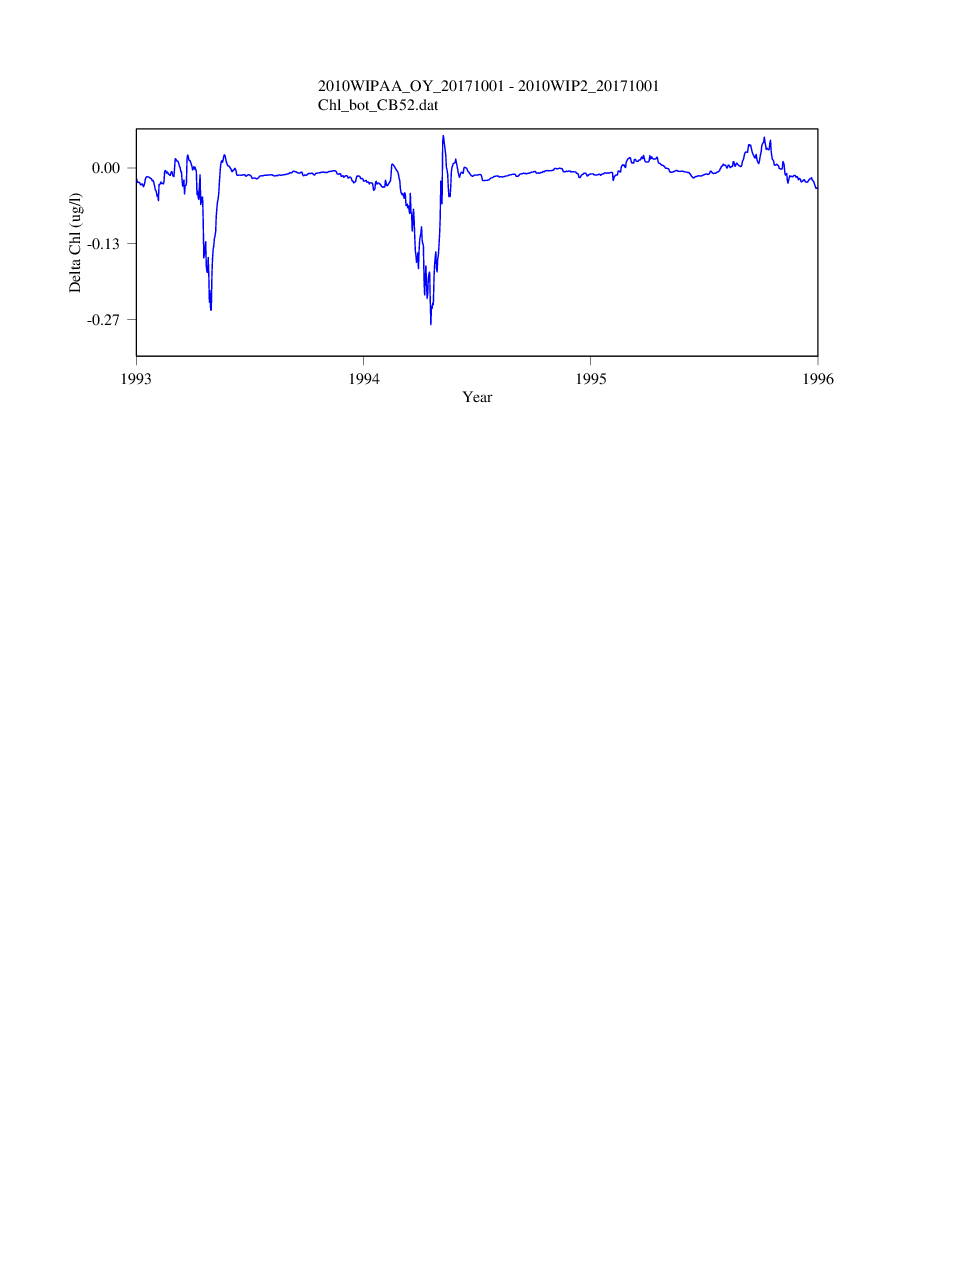 2010WIPAA_OY_20171001 - 2010WIP2_20171001
Chl_bot_CB52.dat
Delta Chl (ug/l)
0.00
-0.13
-0.27
1993 1994 1995 1996
Year